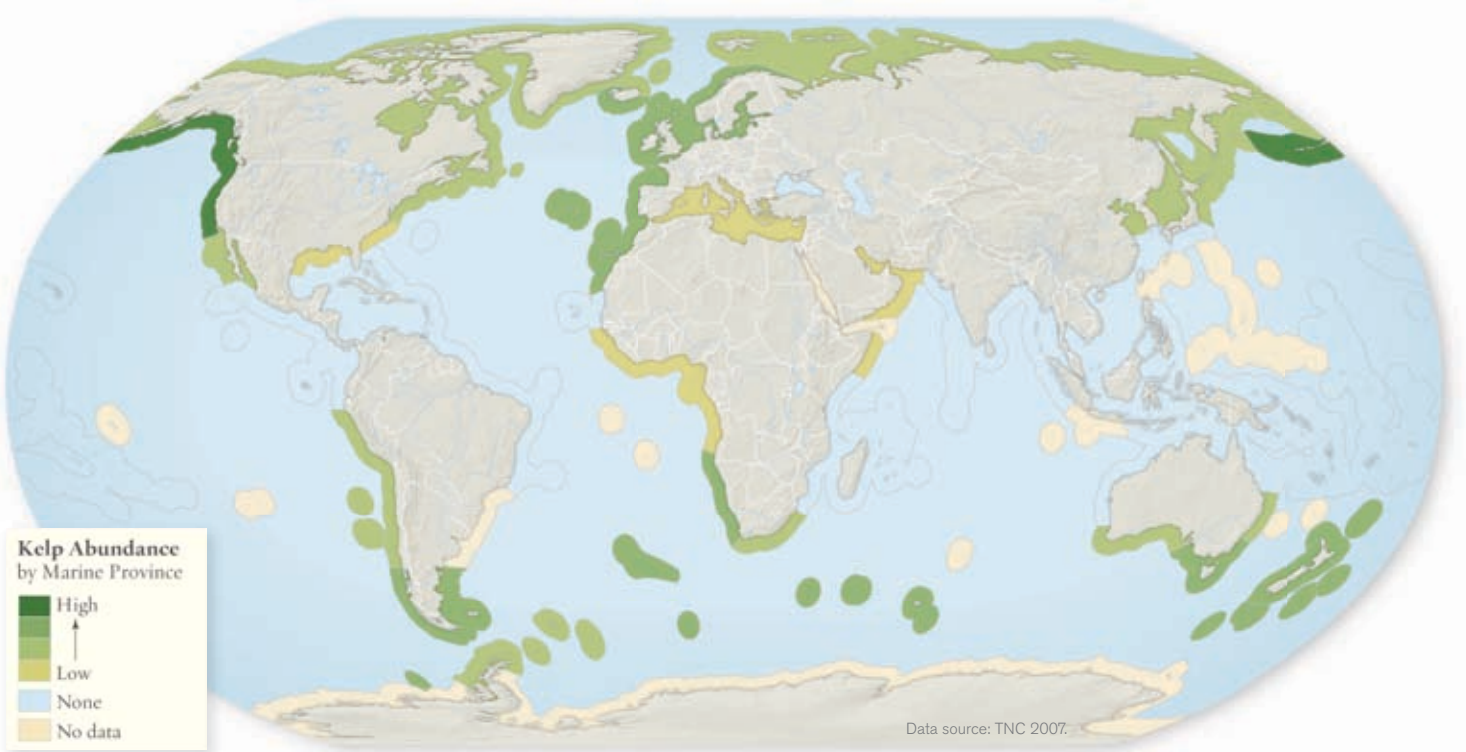 Kelp Abundance
by Marine Province
High
Low
None
No data
Data source: TNC 2007.